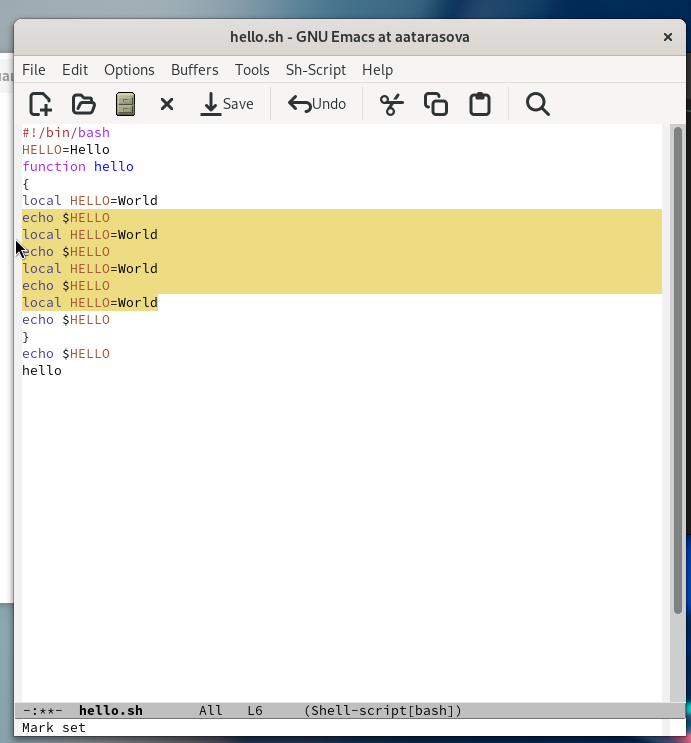 hello.sh - GNU Emacs at aatarasova
File Edit Options Buffers Tools Sh-Script Help
Save Undo
#!/bin/bash
HELLO=Hello
function hello
{
local HELLO=World
echo $HELLO
local HELLO=World
echo $HELLO
local HELLO=World
echo $HELLO
local HELLO=World
echo $HELLO
}
echo $HELLO
hello
-:**- hello.sh All L6 (Shell-script[bash])
Mark set